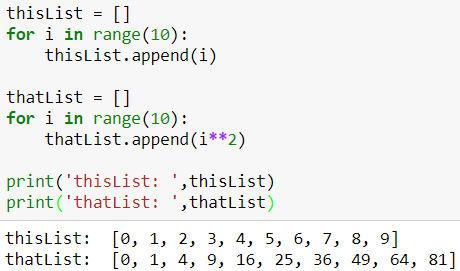 thisList = []
for i in range(10):
    thisList.append(i)

thatList = []
for i in range(10):
    thatList.append(i**2)

print('thisList: ',thisList)
print('thatList: ',thatList)
thisList:  [0, 1, 2, 3, 4, 5, 6, 7, 8, 9]
thatList:  [0, 1, 4, 9, 16, 25, 36, 49, 64, 81]